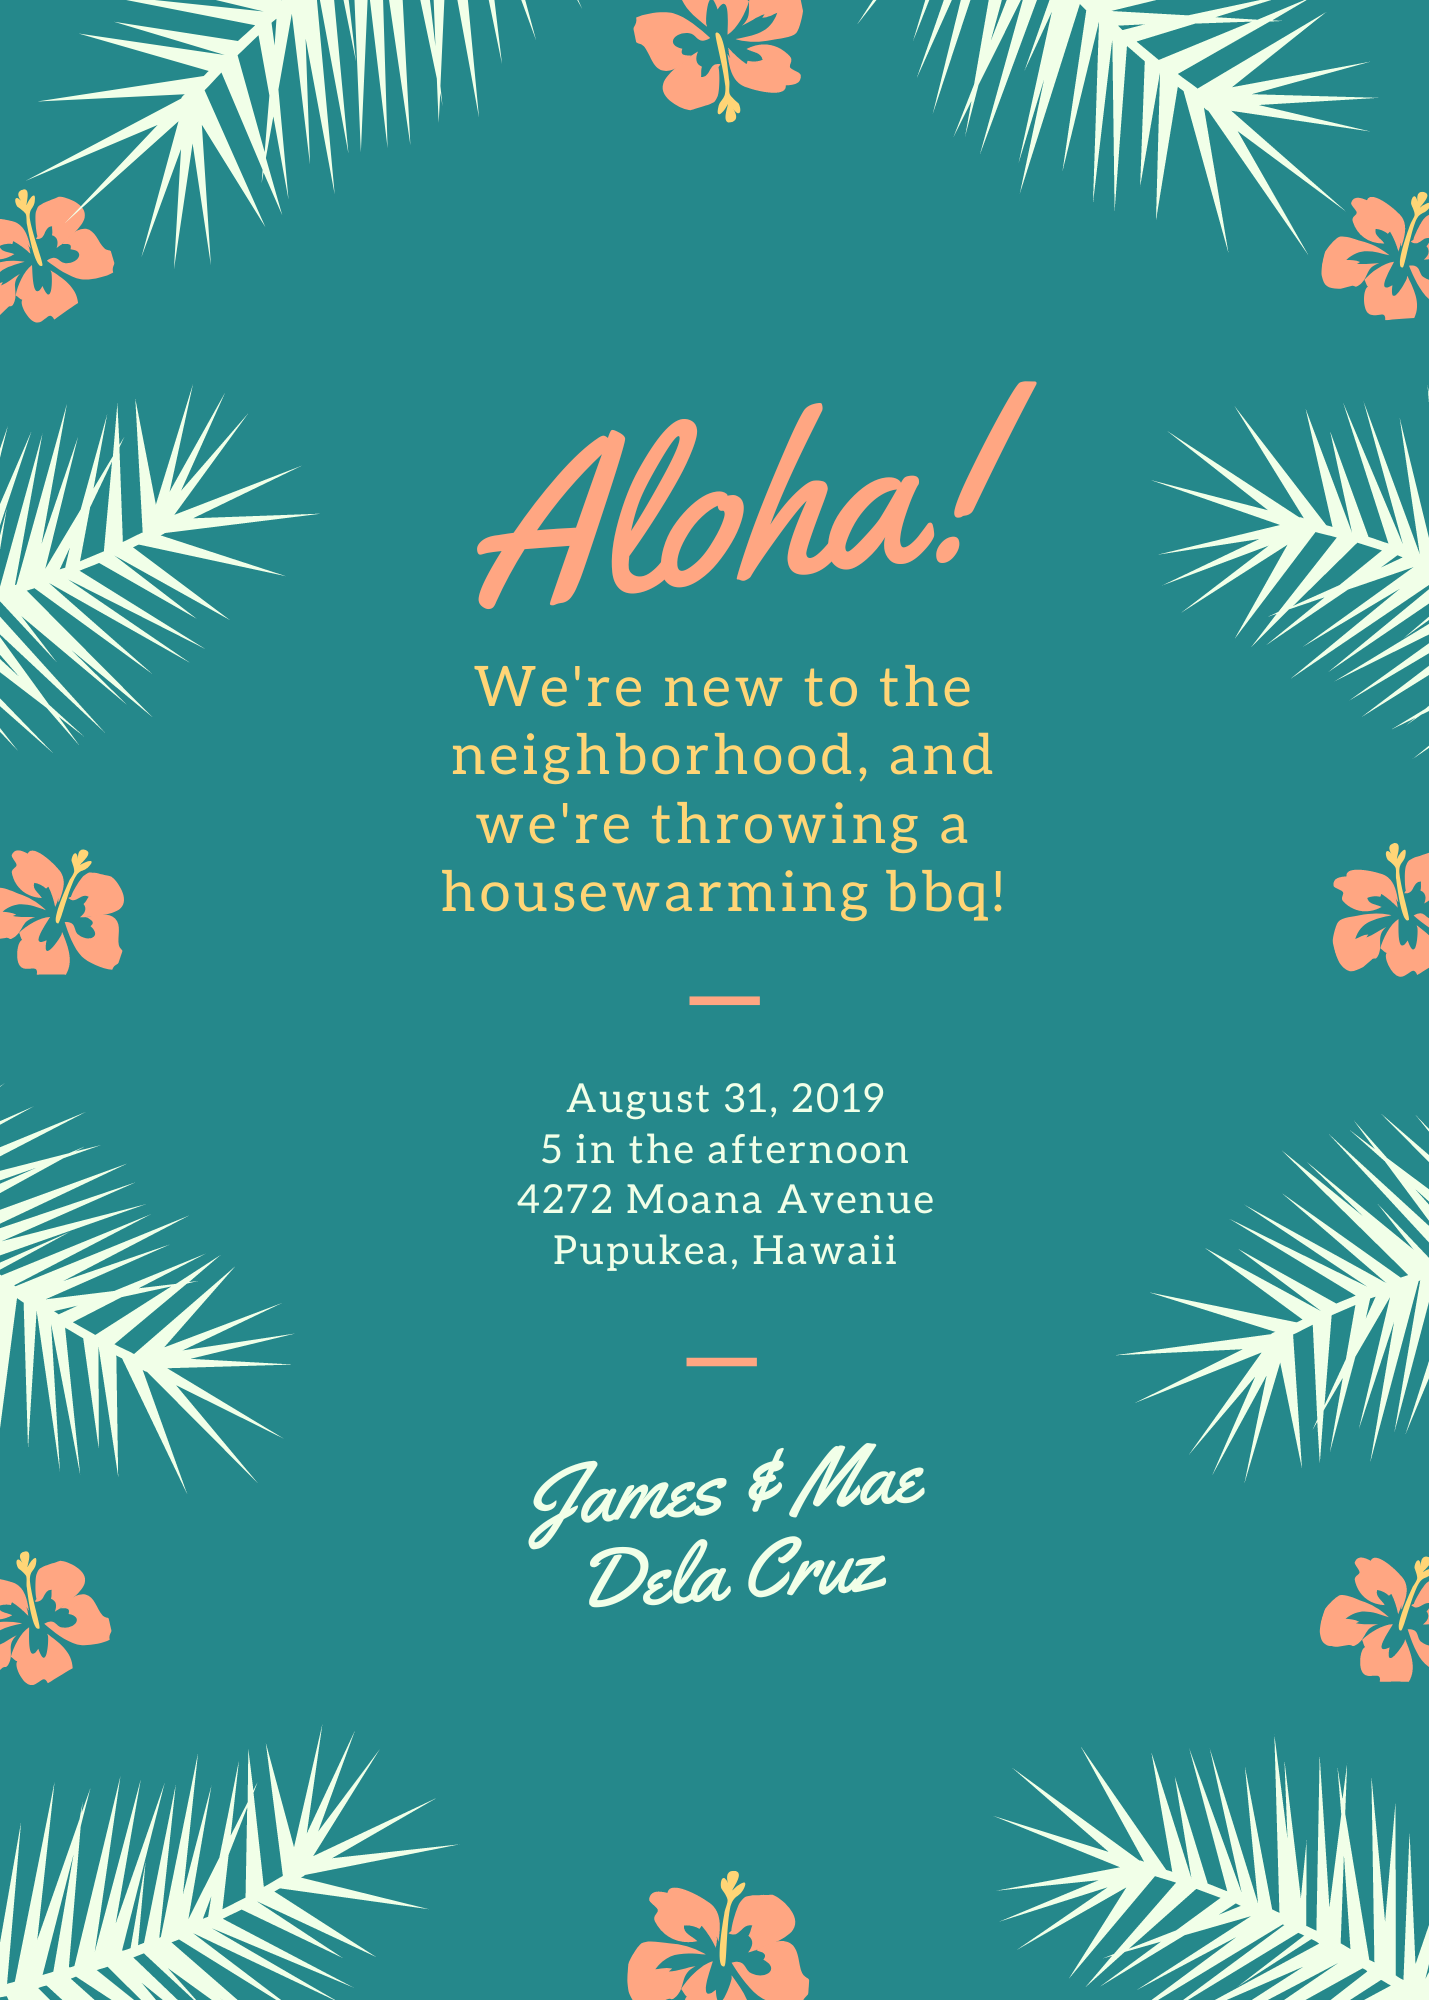 Aloha!
We're new to the
neighborhood, and
we're throwing a
housewarming bbq!
August 31, 2019
5 in the afternoon
4272 Moana Avenue
Pupukea, Hawaii
James & Mae
Dela Cruz